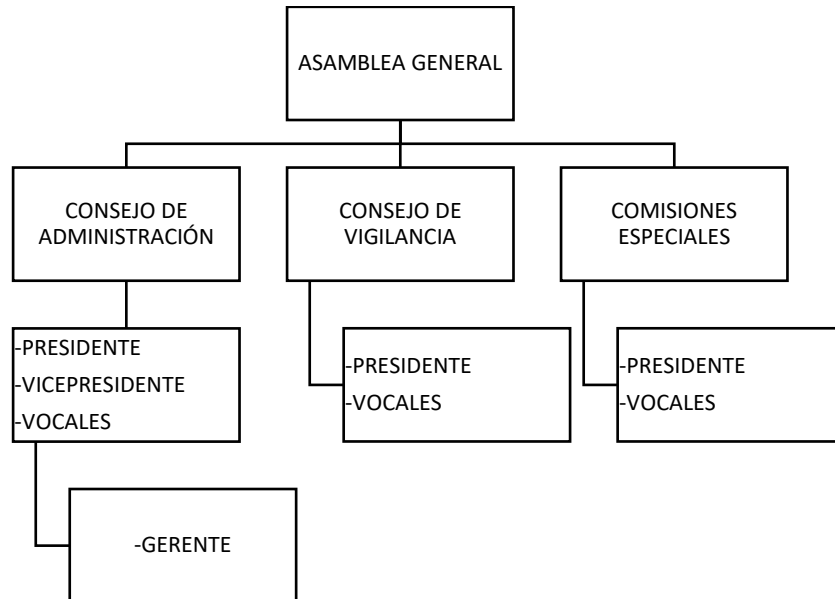 ASAMBLEA GENERAL
CONSEJO DE
ADMINISTRACIÓN
CONSEJO DE
VIGILANCIA
COMISIONES
ESPECIALES
-PRESIDENTE
-VICEPRESIDENTE
-VOCALES
-PRESIDENTE
-VOCALES
-PRESIDENTE
-VOCALES
-GERENTE